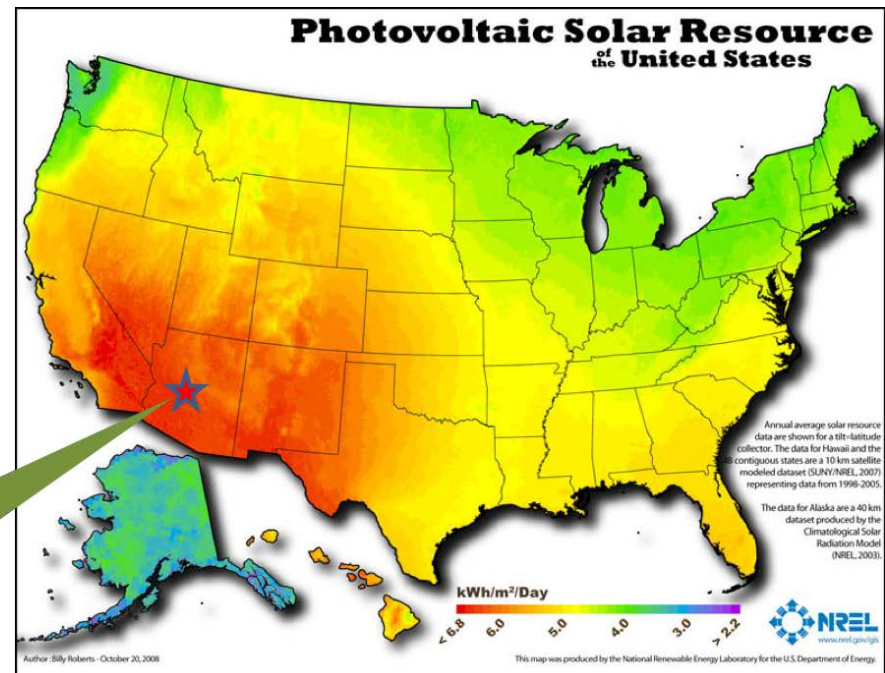 Photovoltaic Solar Resource
of the United States
Annual average solar resource
data are shown for a tilt=latitude
collector. The data for Hawaii and the
48 contiguous states are a 10 km satellite
modeled dataset (SUNY/NREL, 2007)
representing data from 1998-2005.
The data for Alaska are a 40 km
dataset produced by the
Climatological Solar
Radiation Model
(NREL, 2003).
kWh/m²/Day
< 6.8 6.0 5.0 4.0 3.0 > 2.2
NREL
www.nrel.gov/gis
Author : Billy Roberts - October 20, 2008
This map was produced by the National Renewable Energy Laboratory for the U.S. Department of Energy.